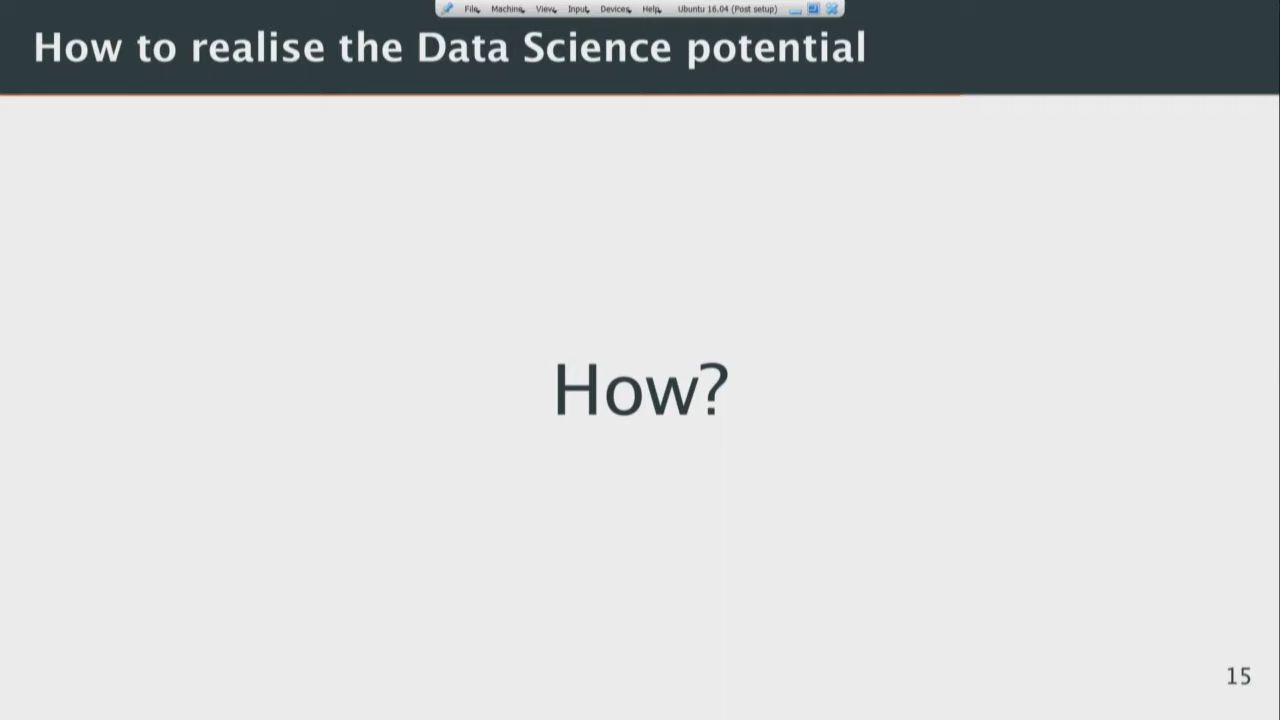 File Machine View Input Devices Help Ubuntu 16.04 (Post setup)
How to realise the Data Science potential
How?
15